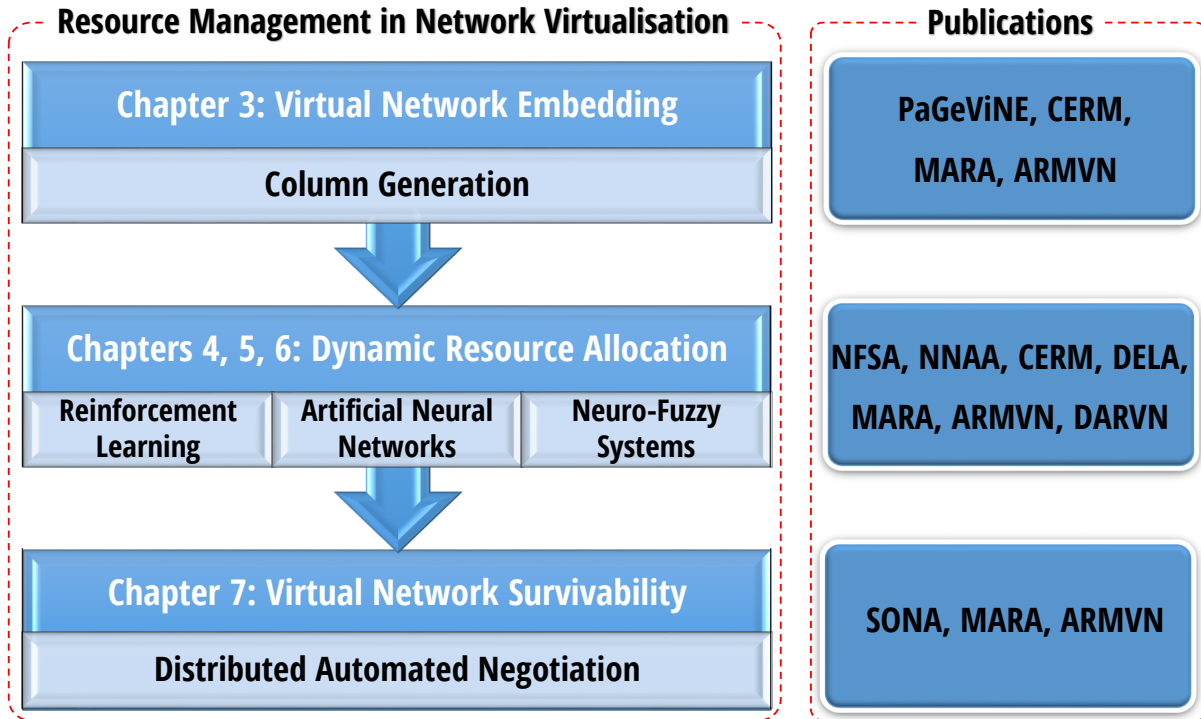 Resource Management in Network Virtualisation
Chapter 3: Virtual Network Embedding
Column Generation
Chapters 4, 5, 6: Dynamic Resource Allocation
Reinforcement
Learning
Artificial Neural
Networks
Neuro-Fuzzy
Systems
Chapter 7: Virtual Network Survivability
Distributed Automated Negotiation
Publications
PaGeViNE, CERM,
MARA, ARMVN
NFSA, NNAA, CERM, DELA,
MARA, ARMVN, DARVN
SONA, MARA, ARMVN